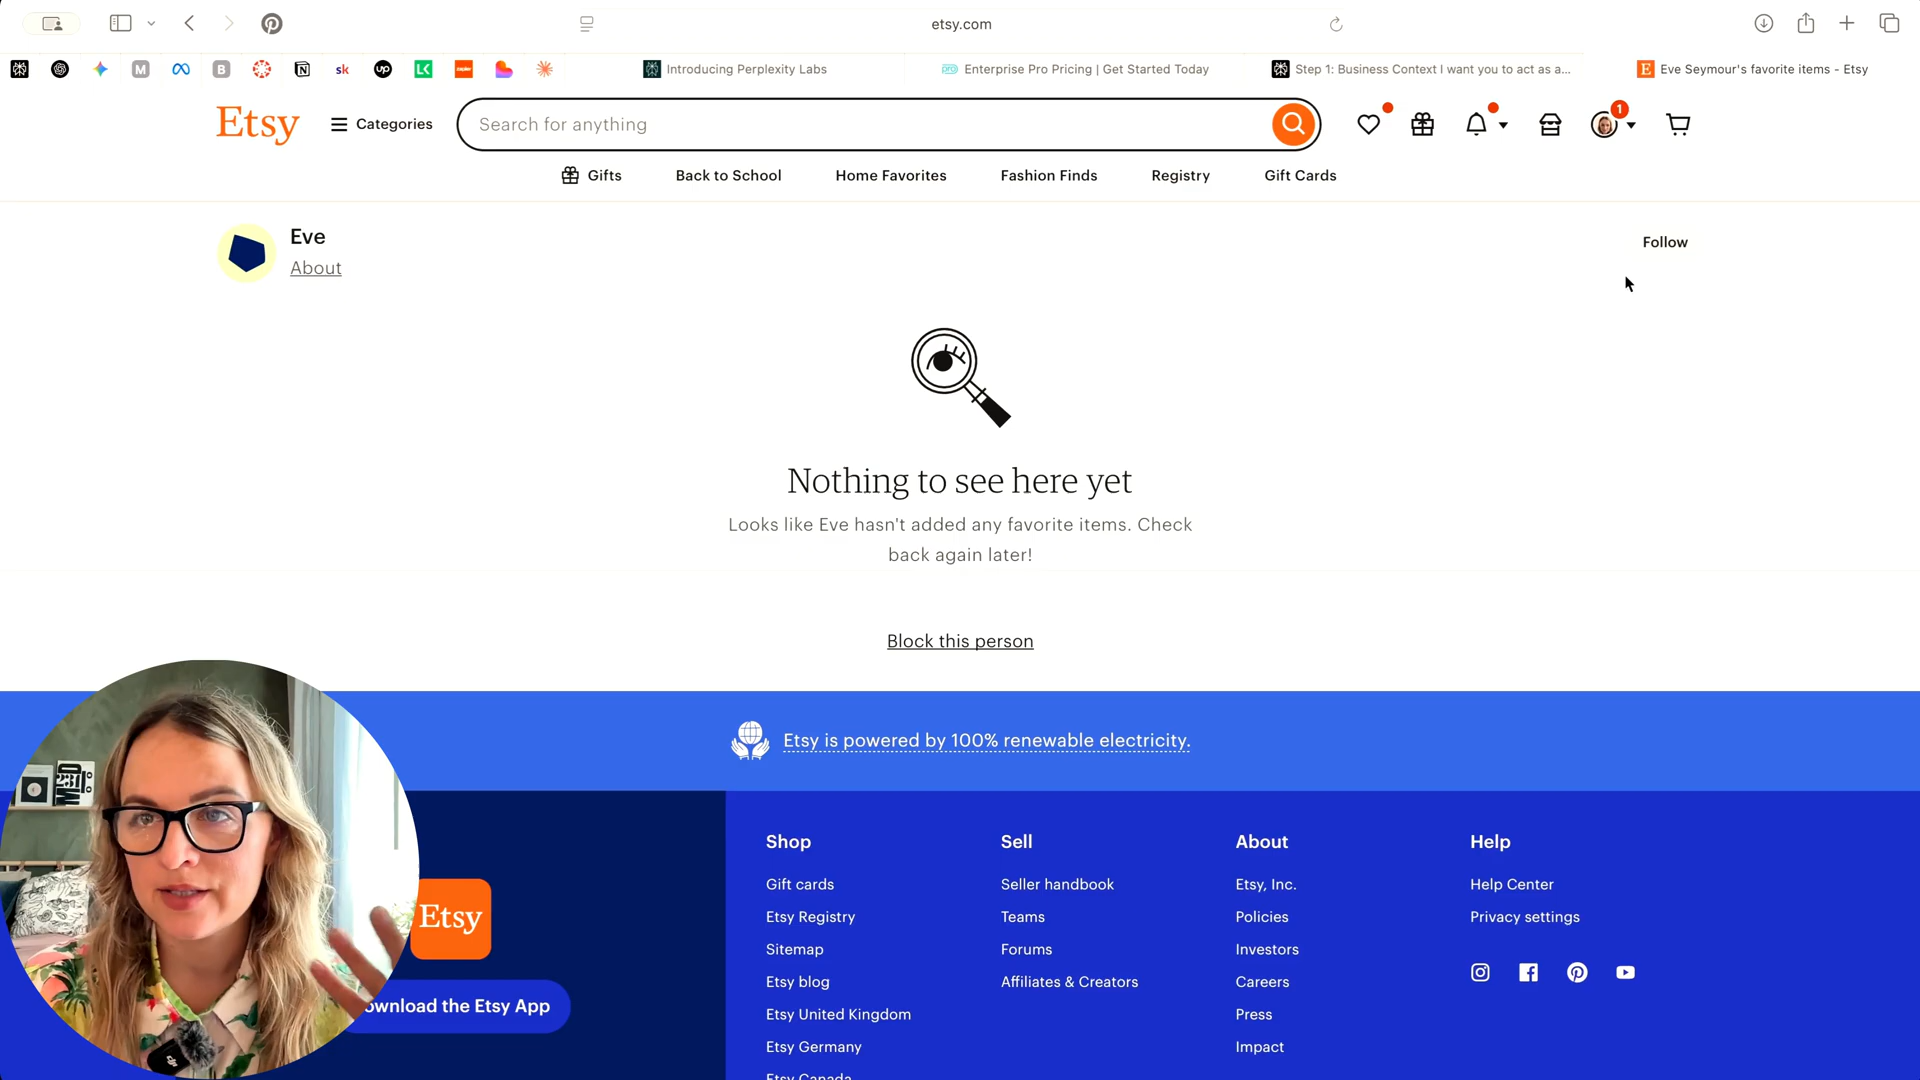 etsy.com
M
B
N
sk
up
Introducing Perplexity Labs
Enterprise Pro Pricing | Get Started Today
Step 1: Business Context I want you to act as a...
E
Eve Seymour's favorite items - Etsy
Etsy
Categories
Search for anything
1
Gifts
Back to School
Home Favorites
Fashion Finds
Registry
Gift Cards
Eve
About
Follow
Nothing to see here yet
Looks like Eve hasn't added any favorite items. Check
back again later!
Block this person
Etsy is powered by 100% renewable electricity.
Etsy
ownload the Etsy App
Shop
Gift cards
Etsy Registry
Sitemap
Etsy blog
Etsy United Kingdom
Etsy Germany
Etsy Canada
Sell
Seller handbook
Teams
Forums
Affiliates & Creators
About
Etsy, Inc.
Policies
Investors
Careers
Press
Impact
Help
Help Center
Privacy settings